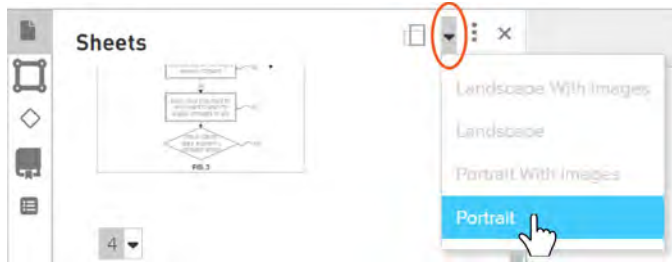 Sheets
FIG.3
4
Landscape With Images
Landscape
Portrait With Images
Portrait